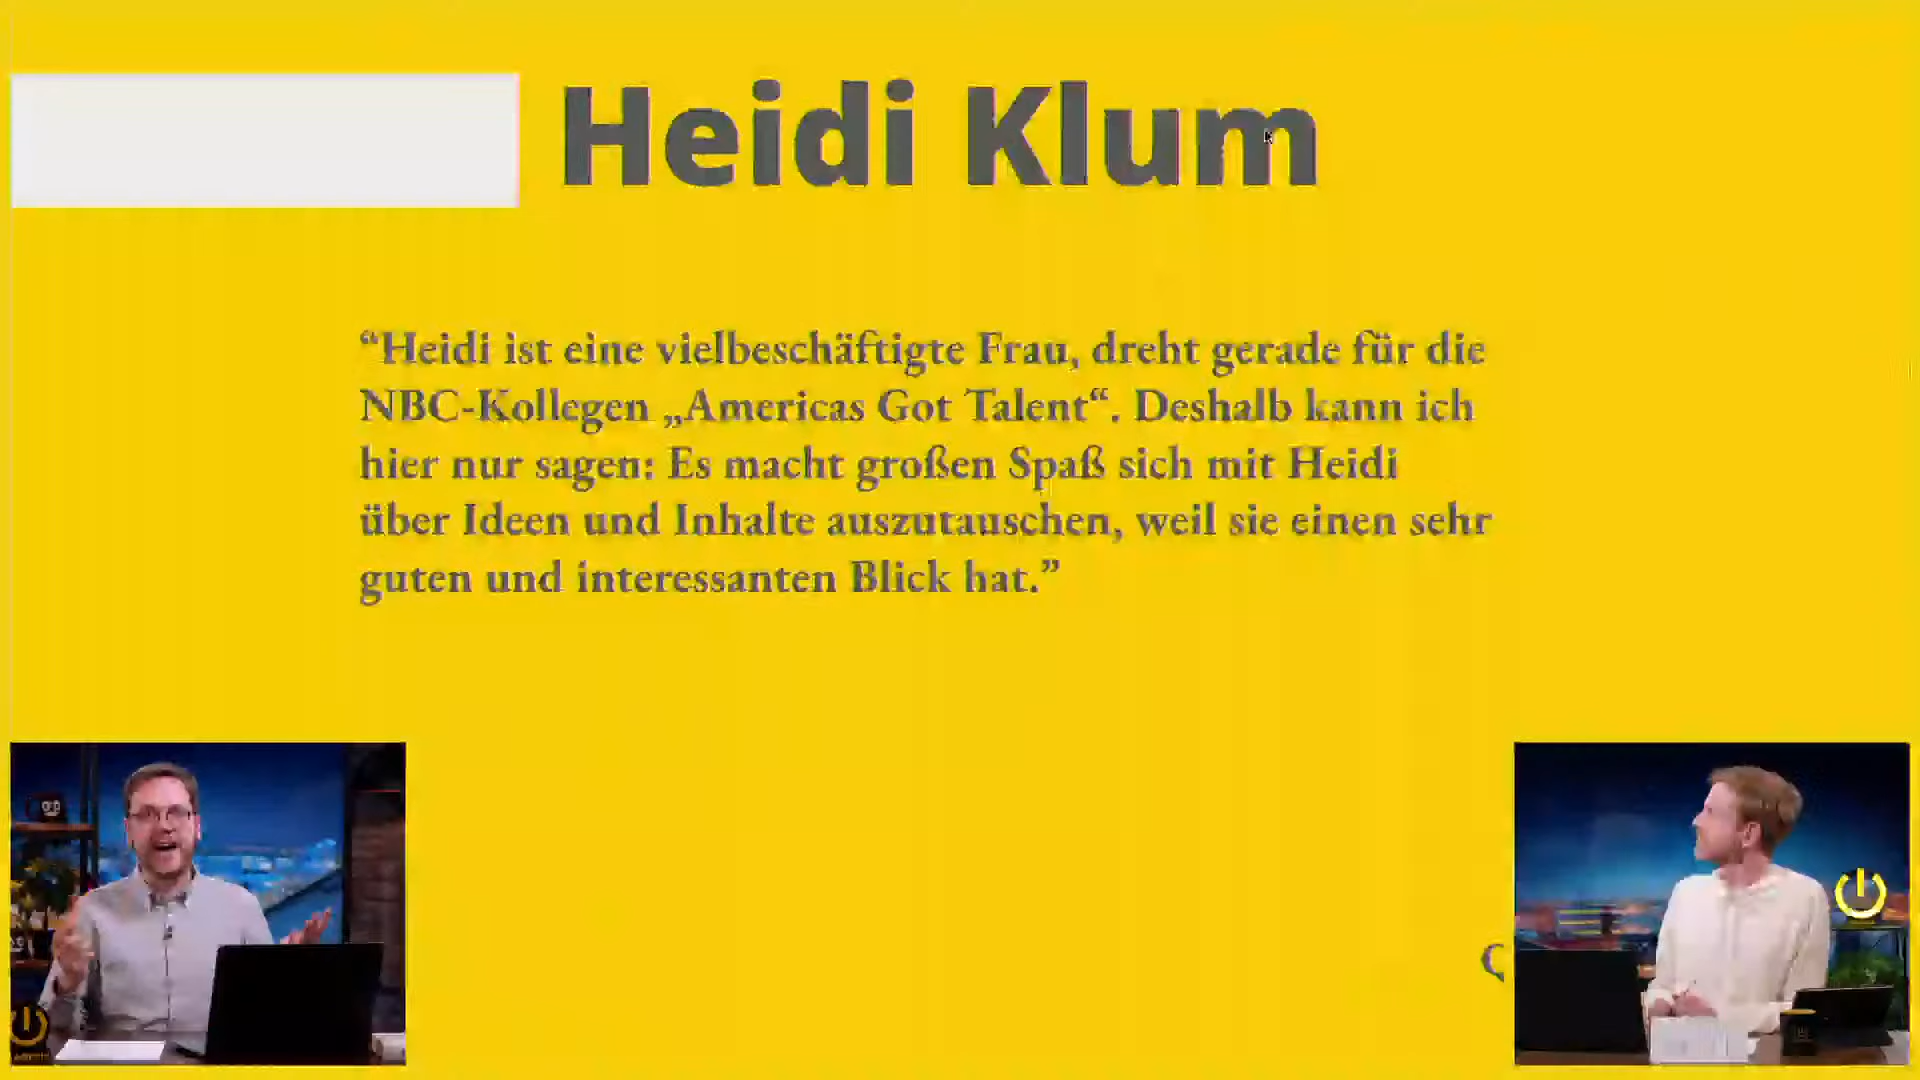 Heidi Klum
“Heidi ist eine vielbeschäftigte Frau, dreht gerade für die
NBC-Kollegen „Americas Got Talent“. Deshalb kann ich
hier nur sagen: Es macht großen Spaß sich mit Heidi
über Ideen und Inhalte auszutauschen, weil sie einen sehr
guten und interessanten Blick hat.”